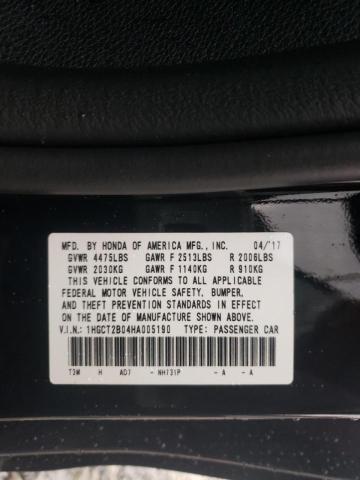 MFD. BY HONDA OF AMERICA MFG., INC. 04/'17
GVWR 4475LBS GAWR F 2513LBS R 2006LBS
GVWR 2030KG GAWR F 1140KG R 910KG
THIS VEHICLE CONFORMS TO ALL APPLICABLE
FEDERAL MOTOR VEHICLE SAFETY, BUMPER,
AND THEFT PREVENTION STANDARDS IN EFFECT
ON THE DATE OF MANUFACTURE SHOWN ABOVE.
V.I.N.: 1HGCT2B04HA005190 TYPE: PASSENGER CAR
T3M H AD7 - NH731P - A - A